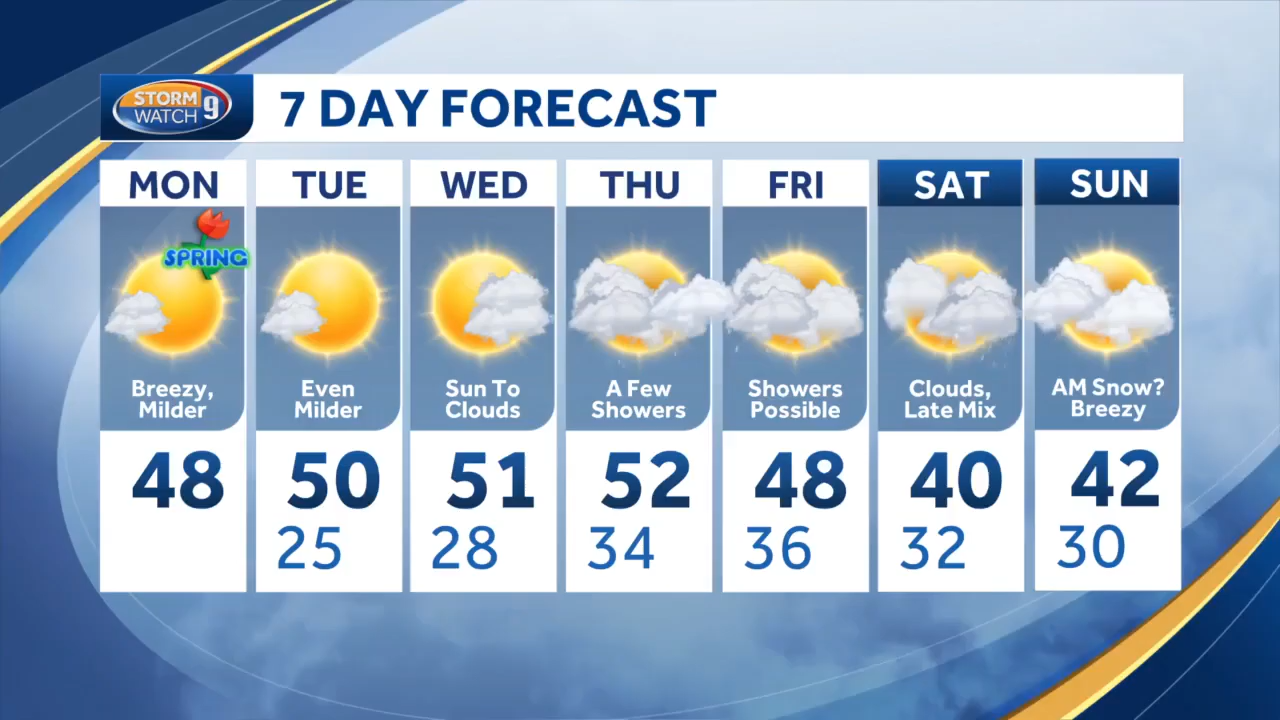 STORM
WATCH 9
7 DAY FORECAST
MON
TUE
WED
THU
FRI
SAT
SUN
SPRING
Breezy,
Milder
Even
Milder
Sun To
Clouds
A Few
Showers
Showers
Possible
Clouds,
Late Mix
AM Snow?
Breezy
48
50
51
52
48
40
42
25
28
34
36
32
30